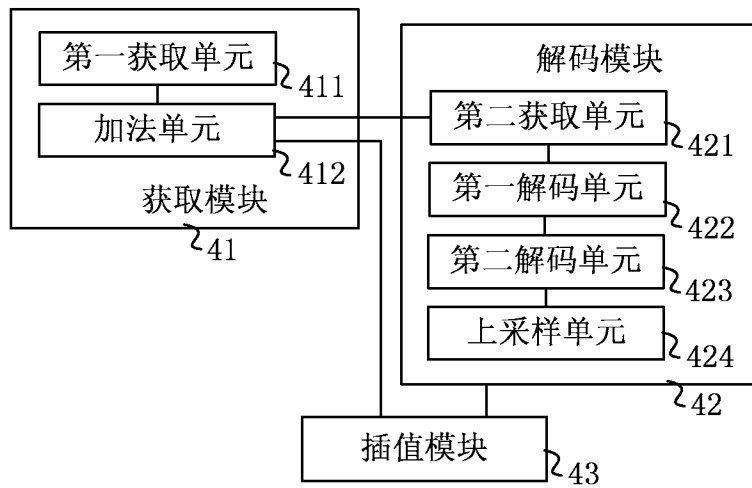 第一获取单元
411
加法单元
412
获取模块
41
解码模块
第二获取单元
421
第一解码单元
422
第二解码单元
423
上采样单元
424
42
插值模块
43